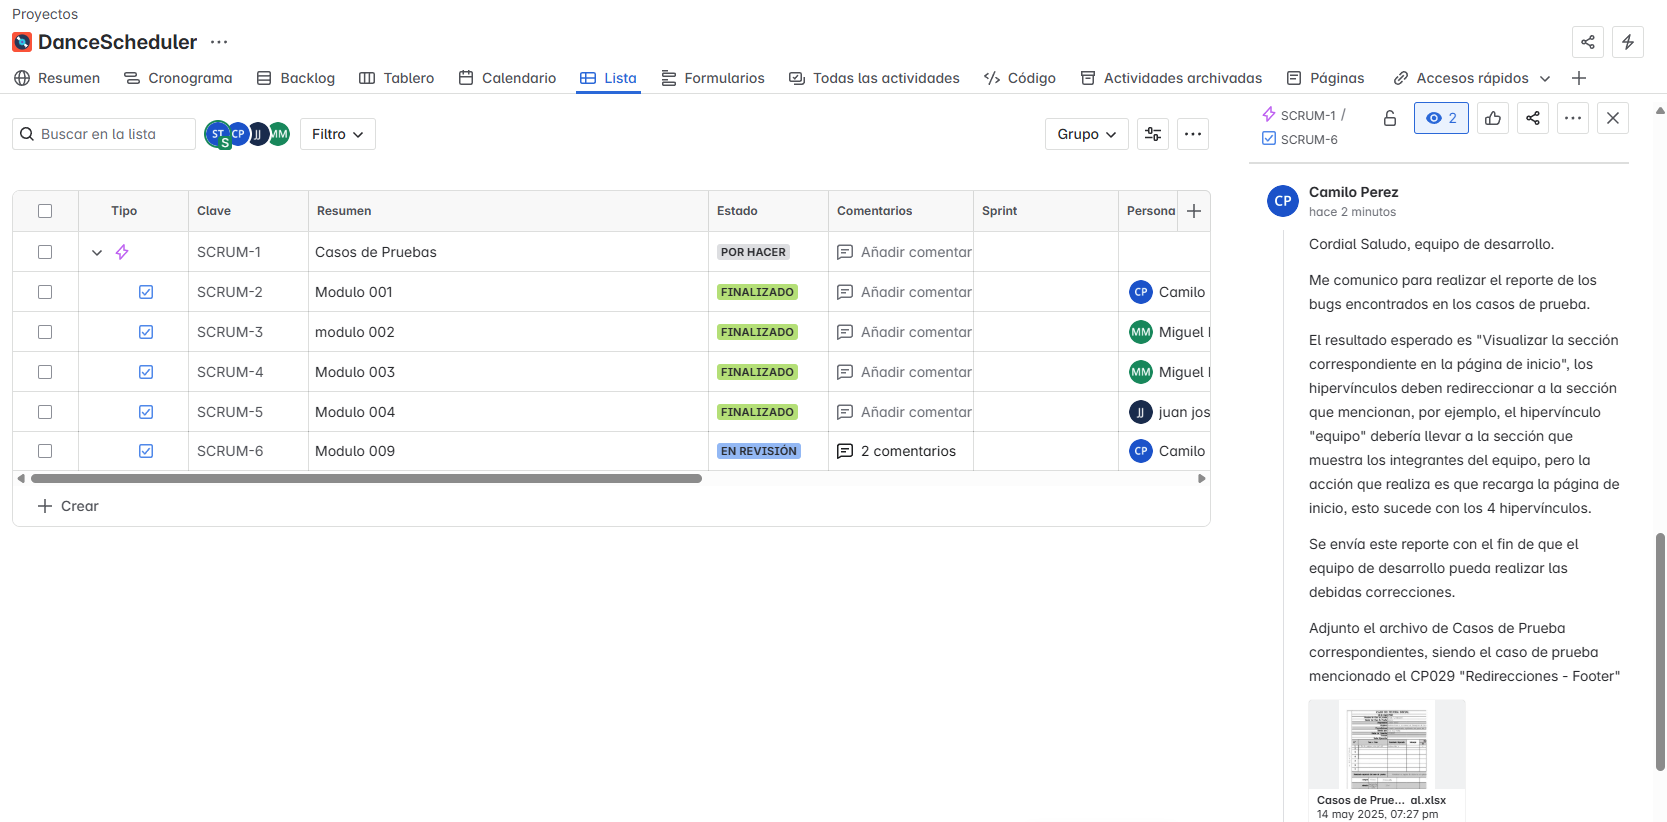 Proyectos
DanceScheduler
Resumen Cronograma Backlog Tablero Calendario Lista Formularios Todas las actividades Código Actividades archivadas Páginas Accesos rápidos
Buscar en la lista ST S CP JJ MM Filtro Grupo
Tipo Clave Resumen Estado Comentarios Sprint Persona
SCRUM-1 Casos de Pruebas POR HACER Añadir comentar
SCRUM-2 Modulo 001 FINALIZADO Añadir comentar CP Camilo
SCRUM-3 modulo 002 FINALIZADO Añadir comentar MM Miguel
SCRUM-4 Modulo 003 FINALIZADO Añadir comentar MM Miguel
SCRUM-5 Modulo 004 FINALIZADO Añadir comentar JJ juan jos
SCRUM-6 Modulo 009 EN REVISIÓN 2 comentarios CP Camilo
Crear
SCRUM-1 /
SCRUM-6
2
CP Camilo Perez
hace 2 minutos
Cordial Saludo, equipo de desarrollo.
Me comunico para realizar el reporte de los
bugs encontrados en los casos de prueba.
El resultado esperado es "Visualizar la sección
correspondiente en la página de inicio", los
hipervínculos deben redireccionar a la sección
que mencionan, por ejemplo, el hipervínculo
"equipo" debería llevar a la sección que
muestra los integrantes del equipo, pero la
acción que realiza es que recarga la página de
inicio, esto sucede con los 4 hipervínculos.
Se envía este reporte con el fin de que el
equipo de desarrollo pueda realizar las
debidas correcciones.
Adjunto el archivo de Casos de Prueba
correspondientes, siendo el caso de prueba
mencionado el CP029 "Redirecciones - Footer"
Casos de Prue... al.xlsx
14 may 2025, 07:27 pm